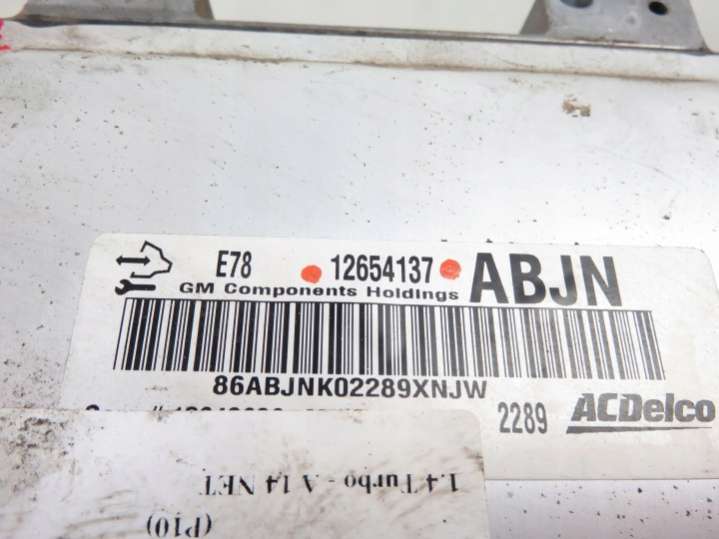 E78 12654137 ABJN
GM Components Holdings
86ABJNK02289XNJW
2289 ACDelco
1.4 Turbo - A 14 NET
(P10)